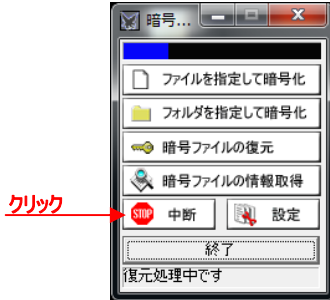 暗号...
ファイルを指定して暗号化
フォルダを指定して暗号化
暗号ファイルの復元
暗号ファイルの情報取得
クリック
STOP 中断 設定
終了
復元処理中です